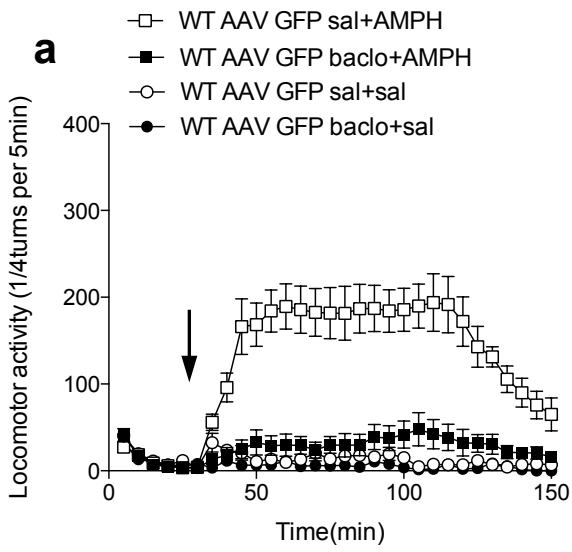 a
WT AAV GFP sal+AMPH
WT AAV GFP baclo+AMPH
WT AAV GFP sal+sal
WT AAV GFP baclo+sal
Locomotor activity (1/4turns per 5min)
400
300
200
100
0
0 50 100 150
Time(min)